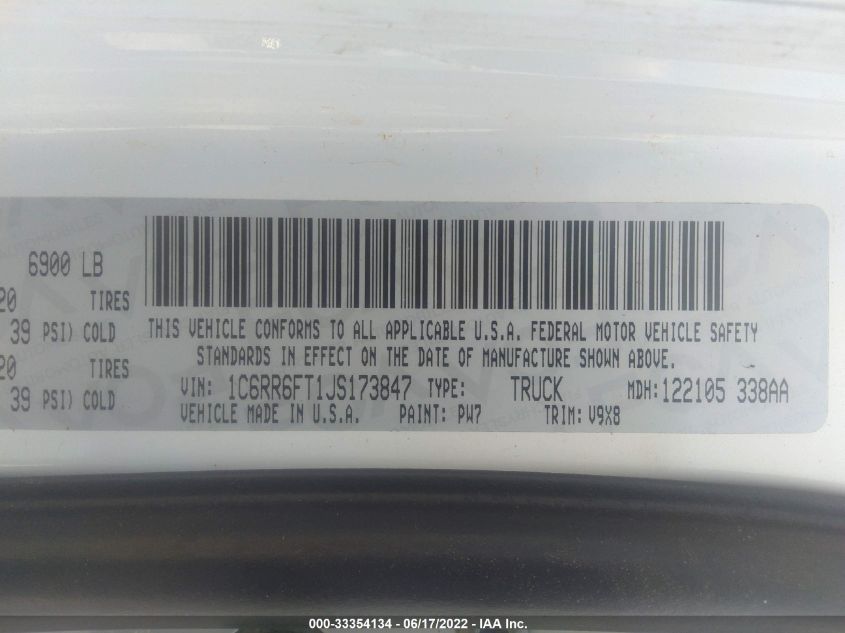 6900 LB
20 TIRES
39 PSI) COLD
20 TIRES
39 PSI) COLD
THIS VEHICLE CONFORMS TO ALL APPLICABLE U.S.A. FEDERAL MOTOR VEHICLE SAFETY
STANDARDS IN EFFECT ON THE DATE OF MANUFACTURE SHOWN ABOVE.
VIN: 1C6RR6FT1JS173847 TYPE: TRUCK MDH: 122105 338AA
VEHICLE MADE IN U.S.A. PAINT: PW7 TRIM: V9X8
000-33354134 - 06/17/2022 - IAA Inc.